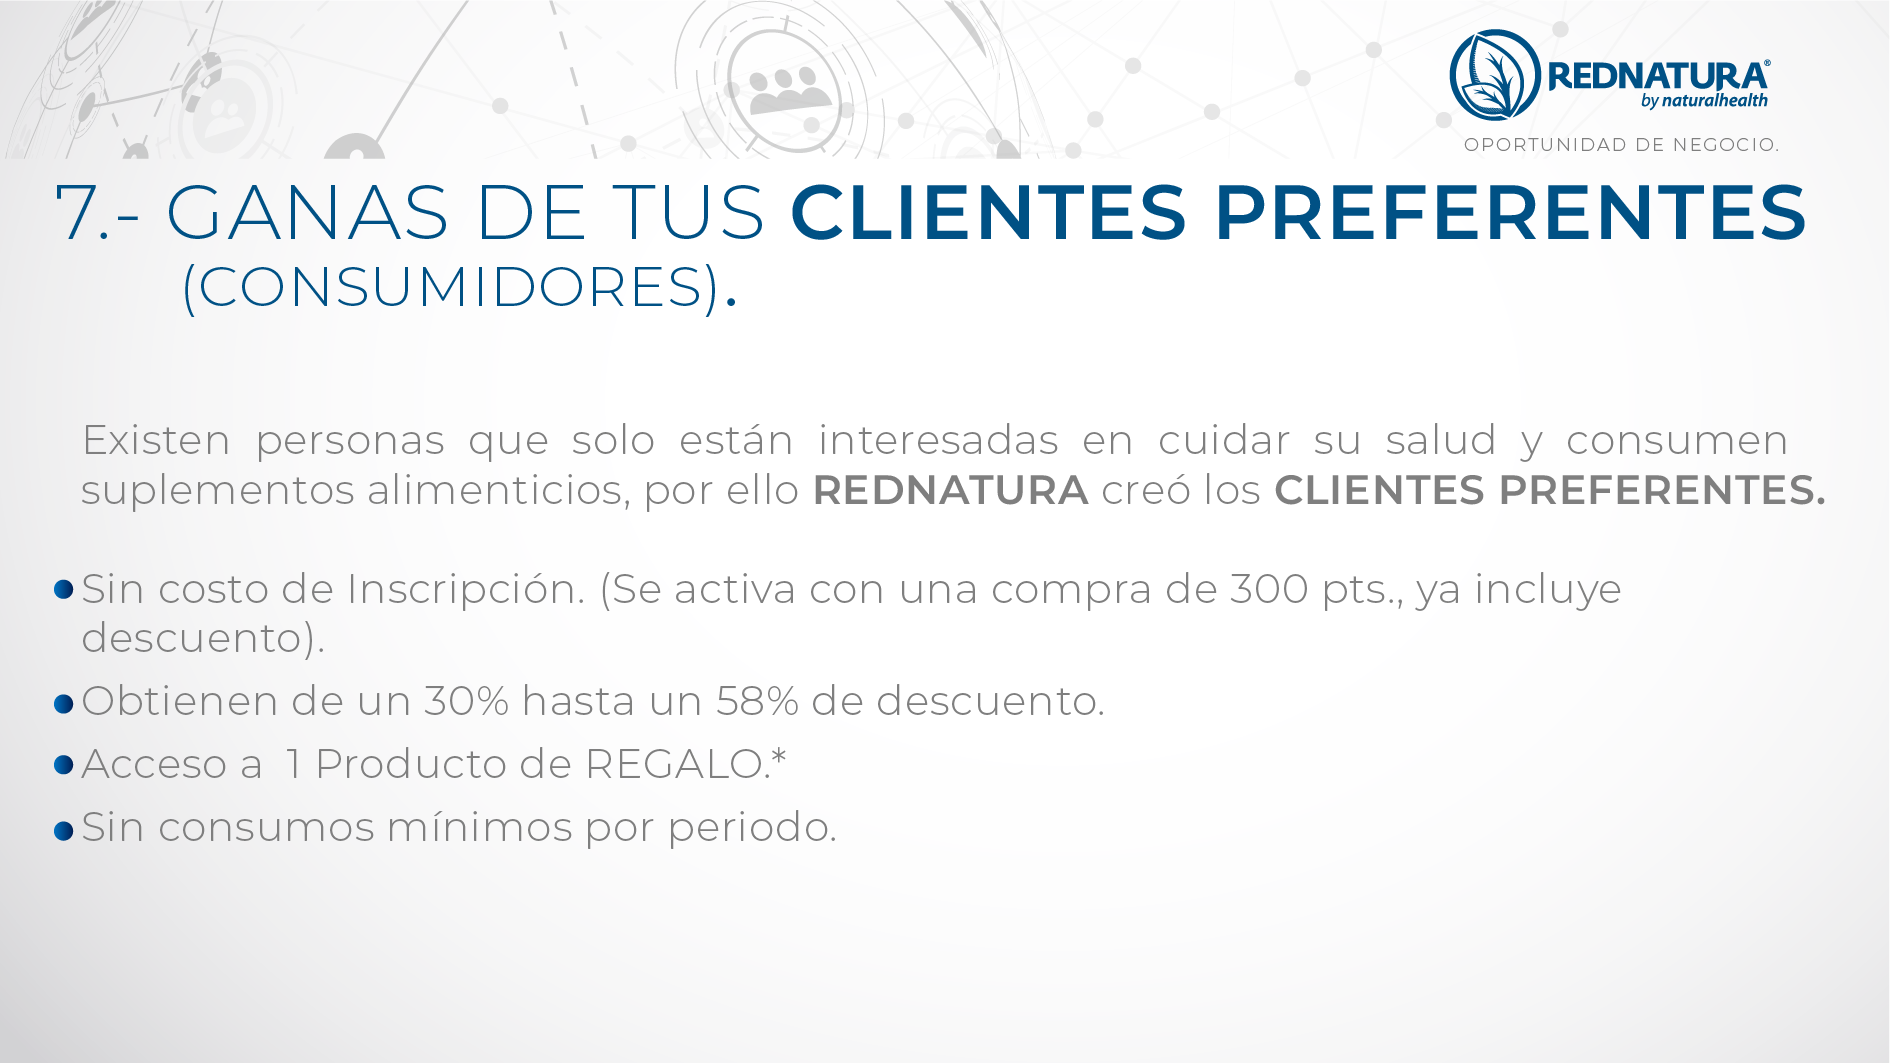 REDNATURA®
by naturalhealth
OPORTUNIDAD DE NEGOCIO.
7.- GANAS DE TUS CLIENTES PREFERENTES
(CONSUMIDORES).
Existen personas que solo están interesadas en cuidar su salud y consumen
suplementos alimenticios, por ello REDNATURA creó los CLIENTES PREFERENTES.
Sin costo de Inscripción. (Se activa con una compra de 300 pts., ya incluye
descuento).
Obtienen de un 30% hasta un 58% de descuento.
Acceso a  1 Producto de REGALO.*
Sin consumos mínimos por periodo.